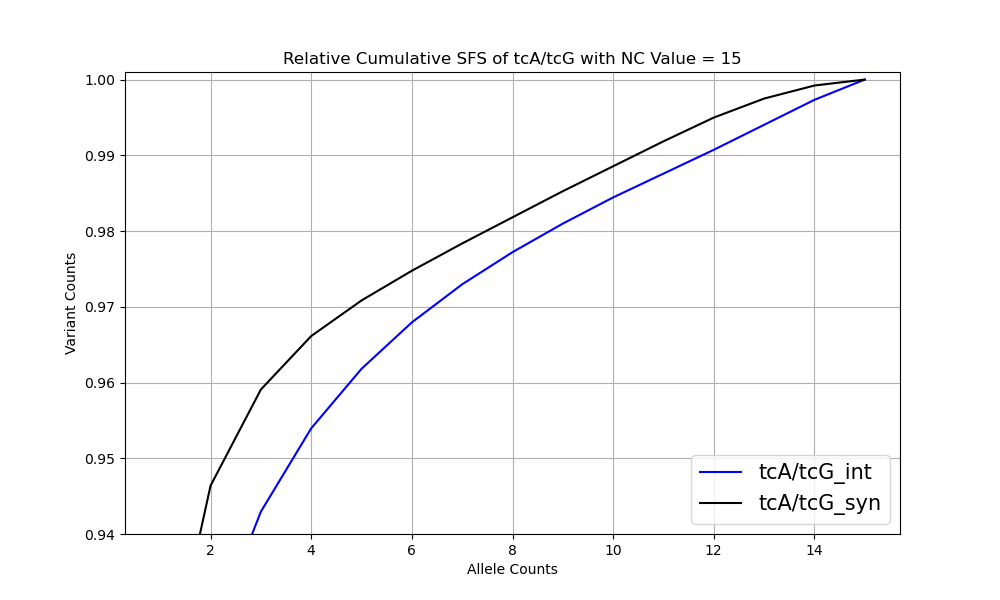 Relative Cumulative SFS of tcA/tcG with NC Value = 15
1.00
0.99
0.98
0.97
0.96
0.95
0.94
Variant Counts
tcA/tcG_int
tcA/tcG_syn
2 4 6 8 10 12 14
Allele Counts